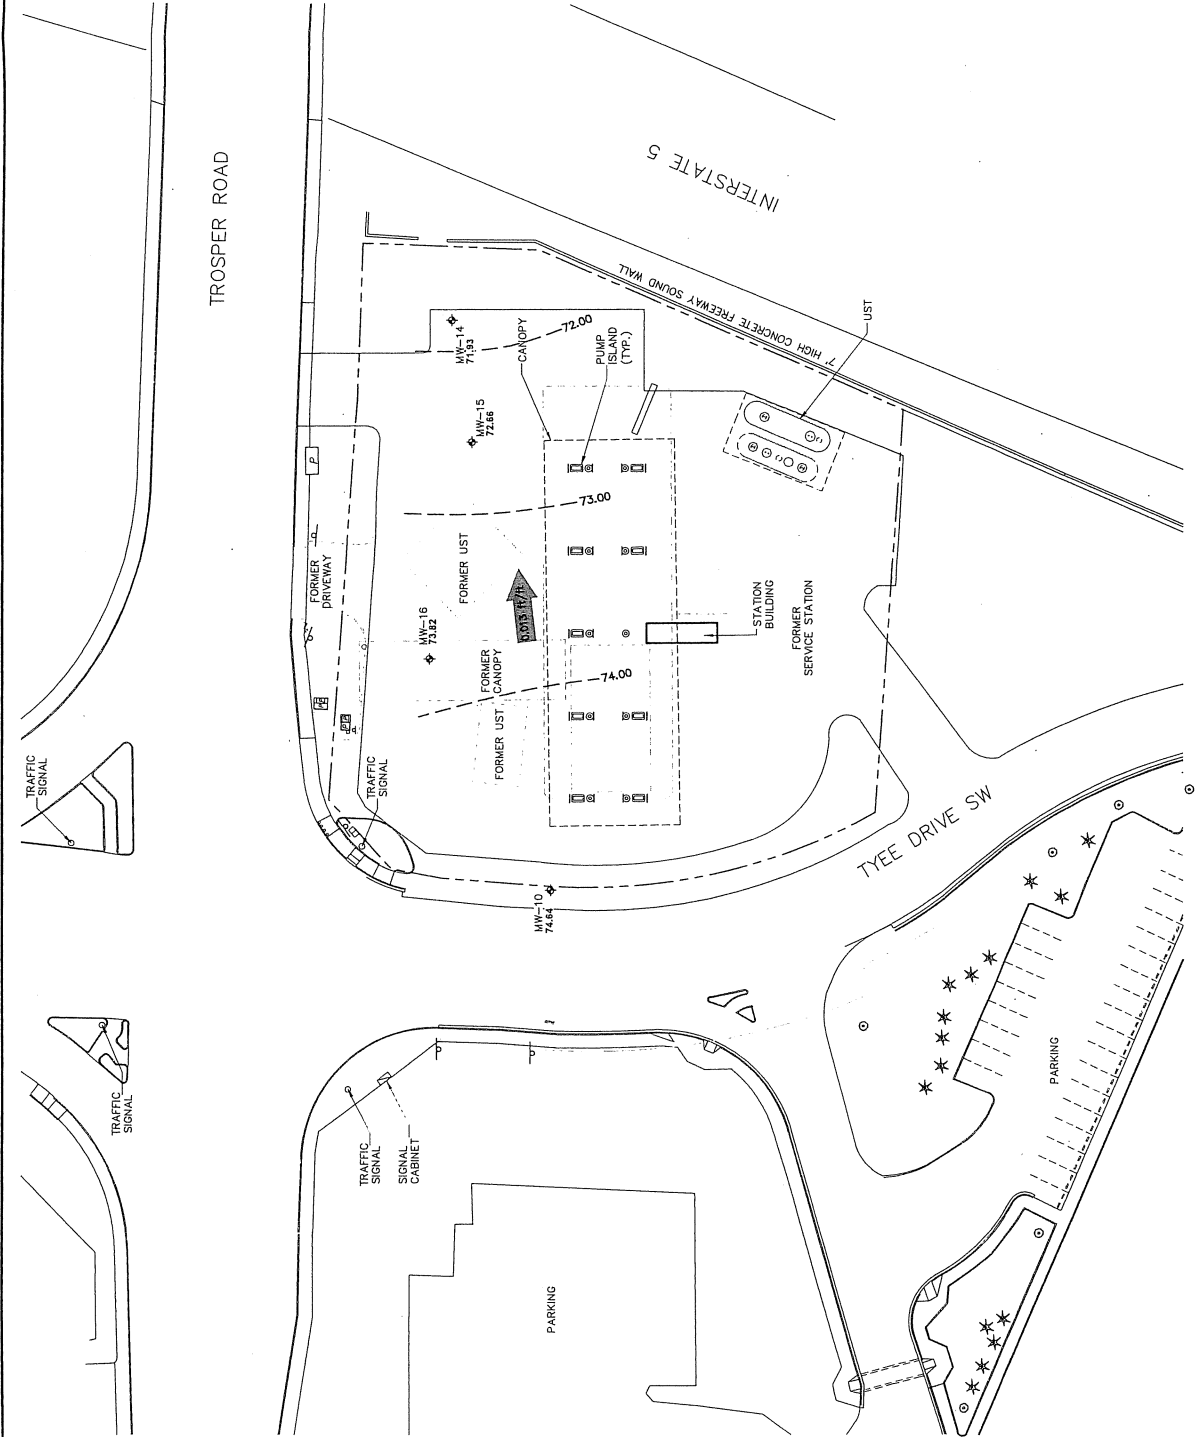 TROSPER ROAD
INTERSTATE 5
7' HIGH CONCRETE FREEWAY SOUND WALL
UST
MW-14
71.93
72.00
CANOPY
PUMP
ISLAND
(TYP.)
MW-15
72.66
P
73.00
FORMER
DRIVEWAY
FORMER UST
0.013 ft/ft
MW-16
73.82
STATION
BUILDING
FORMER
SERVICE STATION
FORMER
CANOPY
74.00
FORMER UST
TRAFFIC
SIGNAL
TRAFFIC
SIGNAL
TYEE DRIVE SW
MW-10
74.64
TRAFFIC
SIGNAL
TRAFFIC
SIGNAL
SIGNAL
CABINET
PARKING
PARKING